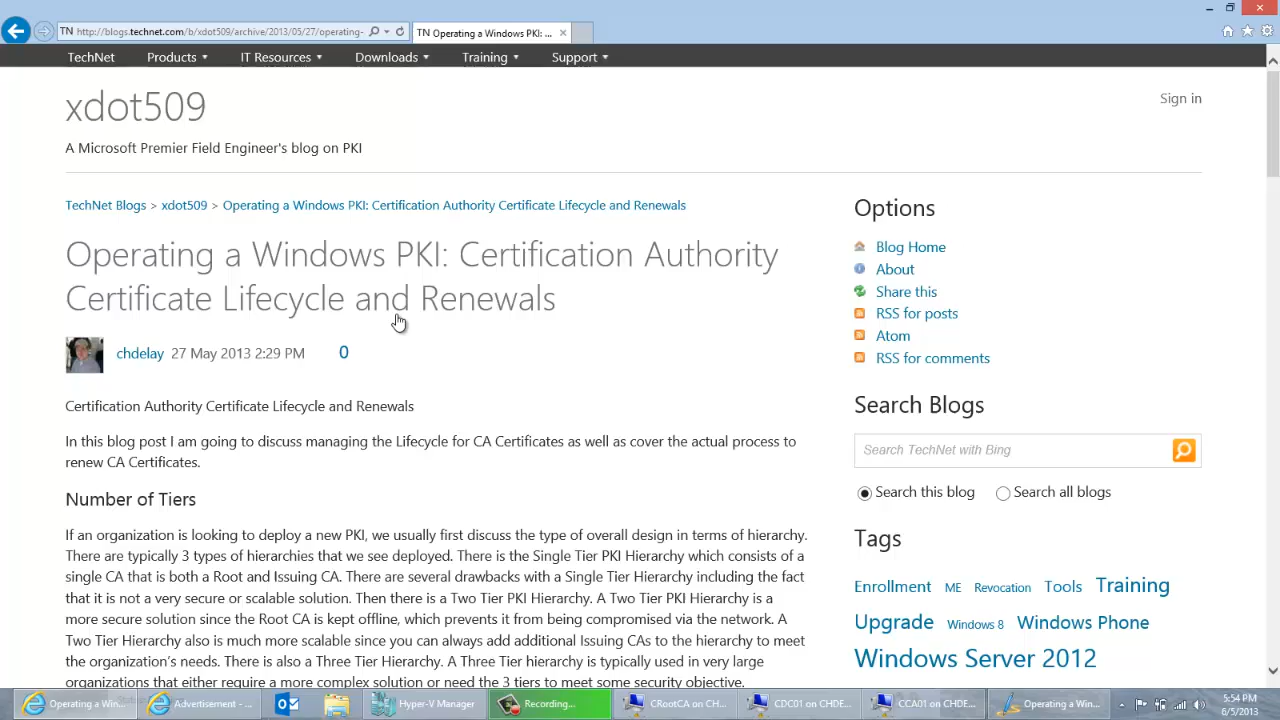 TN http://blogs.technet.com/b/xdot509/archive/2013/05/27/operating-
TN Operating a Windows PKI: ...
TechNet Products IT Resources Downloads Training Support
xdot509
Sign in
A Microsoft Premier Field Engineer's blog on PKI
TechNet Blogs > xdot509 > Operating a Windows PKI: Certification Authority Certificate Lifecycle and Renewals
Operating a Windows PKI: Certification Authority
Certificate Lifecycle and Renewals
chdelay 27 May 2013 2:29 PM 0
Certification Authority Certificate Lifecycle and Renewals
In this blog post I am going to discuss managing the Lifecycle for CA Certificates as well as cover the actual process to
renew CA Certificates.
Number of Tiers
If an organization is looking to deploy a new PKI, we usually first discuss the type of overall design in terms of hierarchy.
There are typically 3 types of hierarchies that we see deployed. There is the Single Tier PKI Hierarchy which consists of a
single CA that is both a Root and Issuing CA. There are several drawbacks with a Single Tier Hierarchy including the fact
that it is not a very secure or scalable solution. Then there is a Two Tier PKI Hierarchy. A Two Tier PKI Hierarchy is a
more secure solution since the Root CA is kept offline, which prevents it from being compromised via the network. A
Two Tier Hierarchy also is much more scalable since you can always add additional Issuing CAs to the hierarchy to meet
the organization's needs. There is also a Three Tier Hierarchy. A Three Tier hierarchy is typically used in very large
organizations that either require a more complex solution or need the 3 tiers to meet some security objective.
Options
Blog Home
About
Share this
RSS for posts
Atom
RSS for comments
Search Blogs
Search TechNet with Bing
Search this blog Search all blogs
Tags
Enrollment ME Revocation Tools Training
Upgrade Windows 8 Windows Phone
Windows Server 2012
Operating a Win... Advertisement - ... Hyper-V Manager Recording... CRootCA on CH... CDC01 on CHDE... CCA01 on CHDE... Operating a Win...
5:54 PM
6/5/2013